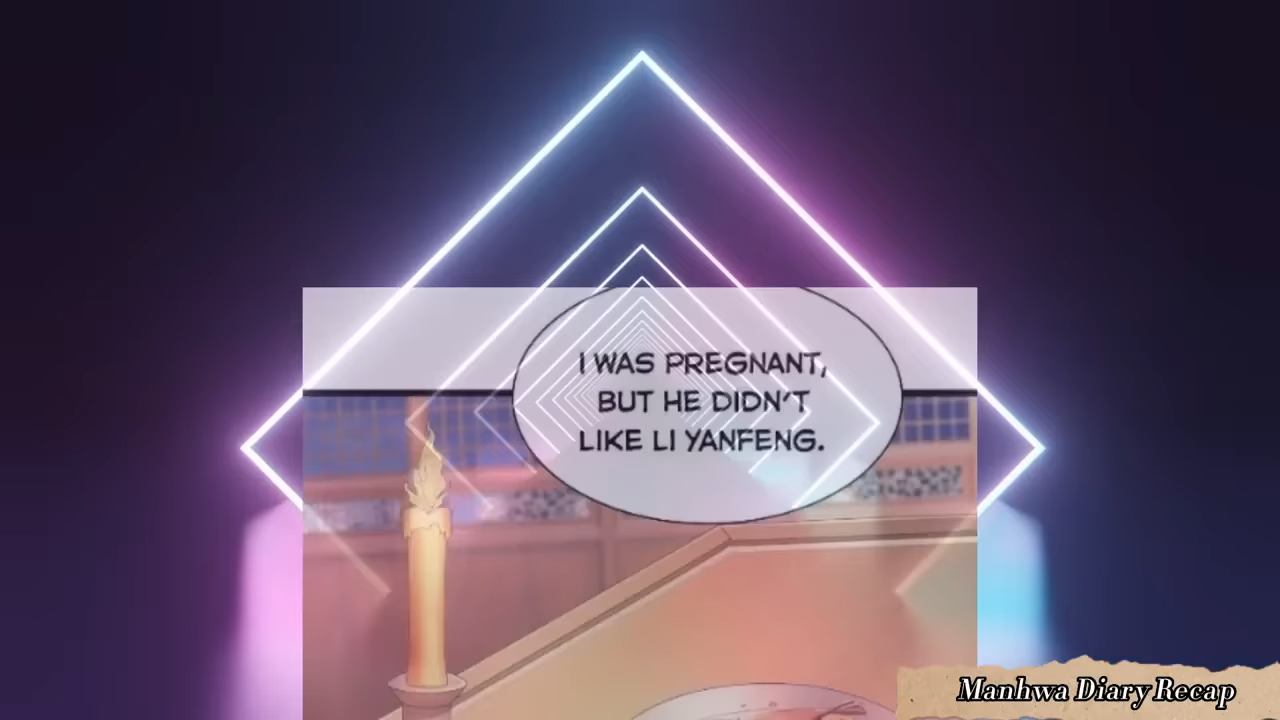 I WAS PREGNANT,
BUT HE DIDN'T
LIKE LI YANFENG.
Manhwa Diary Recap